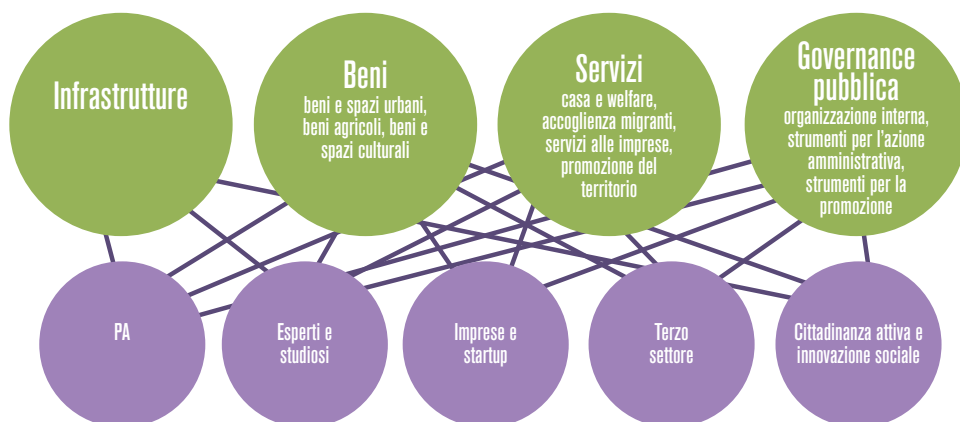 Infrastrutture
Beni
beni e spazi urbani,
beni agricoli, beni e
spazi culturali
Servizi
casa e welfare,
accoglienza migranti,
servizi alle imprese,
promozione del
territorio
Governance
pubblica
organizzazione interna,
strumenti per l'azione
amministrativa,
strumenti per la
promozione
PA
Esperti e
studiosi
Imprese e
startup
Terzo
settore
Cittadinanza attiva e
innovazione sociale